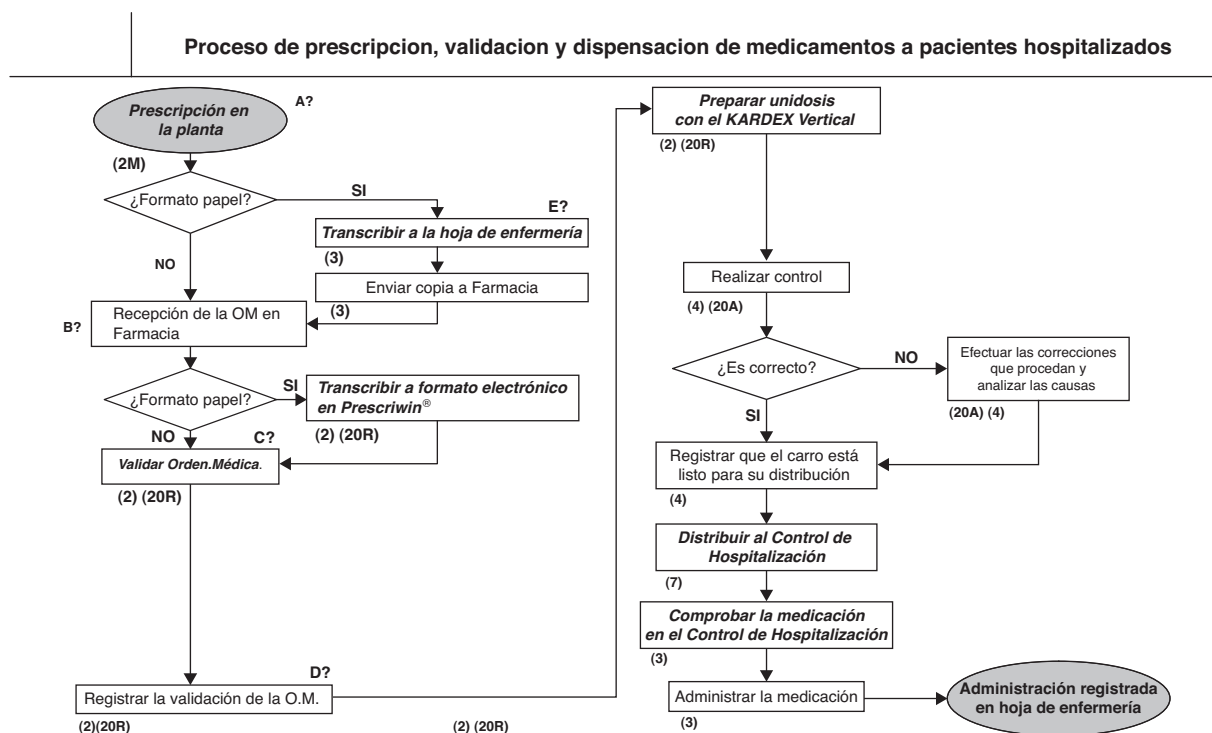 Proceso de prescripcion, validacion y dispensacion de medicamentos a pacientes hospitalizados
Prescripción en
la planta
A?
(2M)
¿Formato papel?
SI
NO
E?
Transcribir a la hoja de enfermería
(3)
Enviar copia a Farmacia
(3)
B?
Recepción de la OM en
Farmacia
¿Formato papel?
SI
Transcribir a formato electrónico
en Prescriwin®
(2) (20R)
NO
C?
Validar Orden.Médica.
(2) (20R)
D?
Registrar la validación de la O.M.
(2)(20R)
(2) (20R)
Preparar unidosis
con el KARDEX Vertical
(2) (20R)
Realizar control
(4) (20A)
¿Es correcto?
NO
Efectuar las correcciones
que procedan y
analizar las causas
(20A) (4)
SI
Registrar que el carro está
listo para su distribución
(4)
Distribuir al Control de
Hospitalización
(7)
Comprobar la medicación
en el Control de Hospitalización
(3)
Administrar la medicación
(3)
Administración registrada
en hoja de enfermería